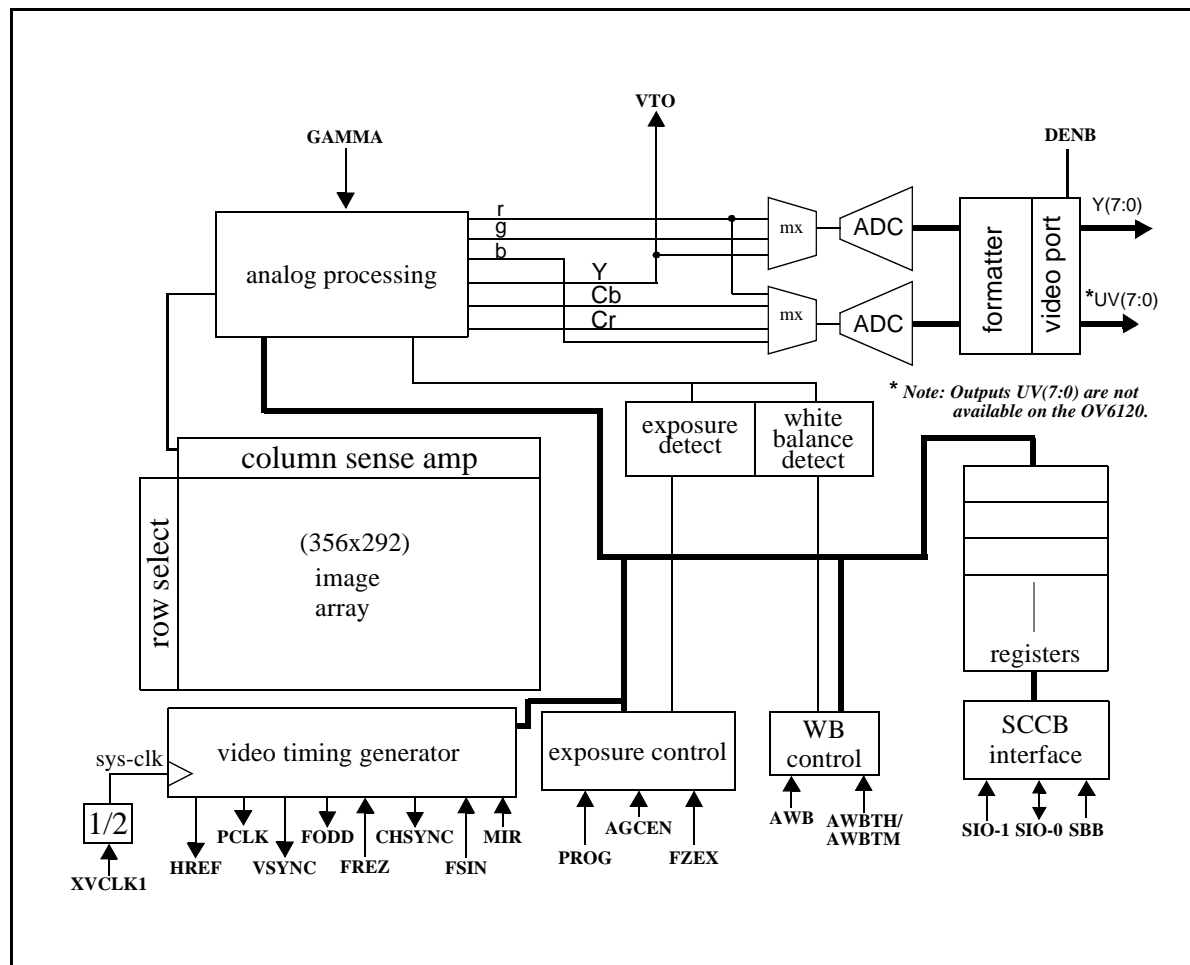 VTO
GAMMA
DENB
r
g
b
Y
Cb
Cr
analog processing
mx
ADC
mx
ADC
formatter
video port
Y(7:0)
*UV(7:0)
* Note: Outputs UV(7:0) are not
available on the OV6120.
exposure
detect
white
balance
detect
column sense amp
row select
(356x292)
image
array
registers
sys-clk
video timing generator
exposure control
WB
control
SCCB
interface
1/2
XVCLK1
HREF
PCLK
VSYNC
FODD
FREZ
CHSYNC
FSIN
MIR
PROG
AGCEN
FZEX
AWB
AWBTH/
AWBTM
SIO-1
SIO-0
SBB